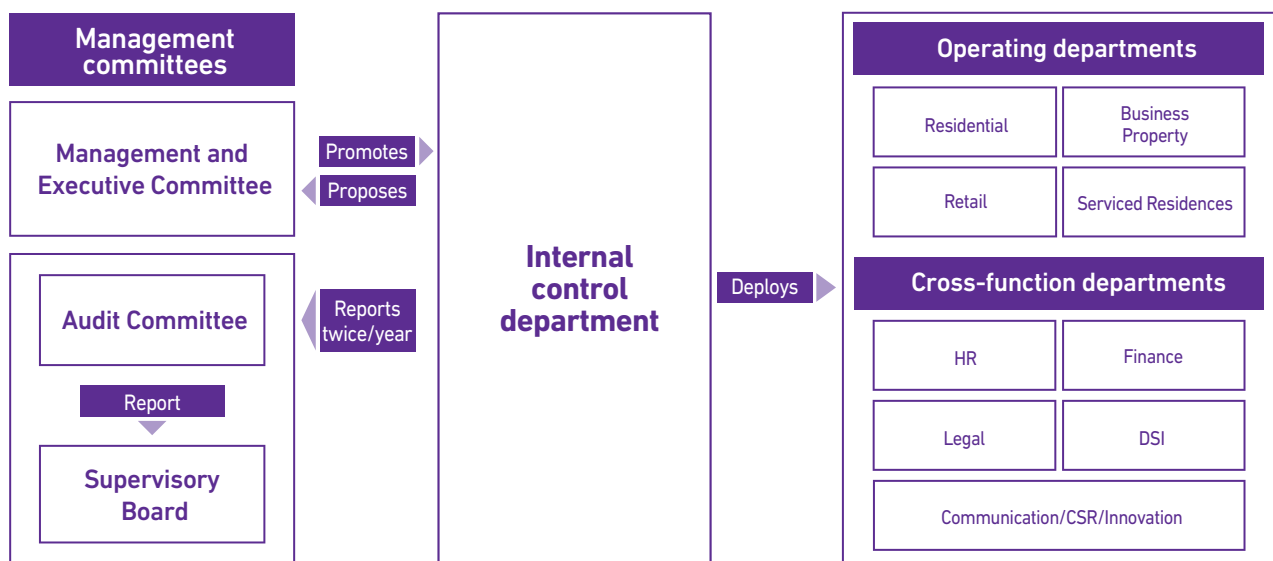 Management
committees
Management and
Executive Committee
Promotes
Proposes
Audit Committee
Reports
twice/year
Report
Supervisory
Board
Internal
control
department
Deploys
Operating departments
Residential
Business
Property
Retail
Serviced Residences
Cross-function departments
HR
Finance
Legal
DSI
Communication/CSR/Innovation